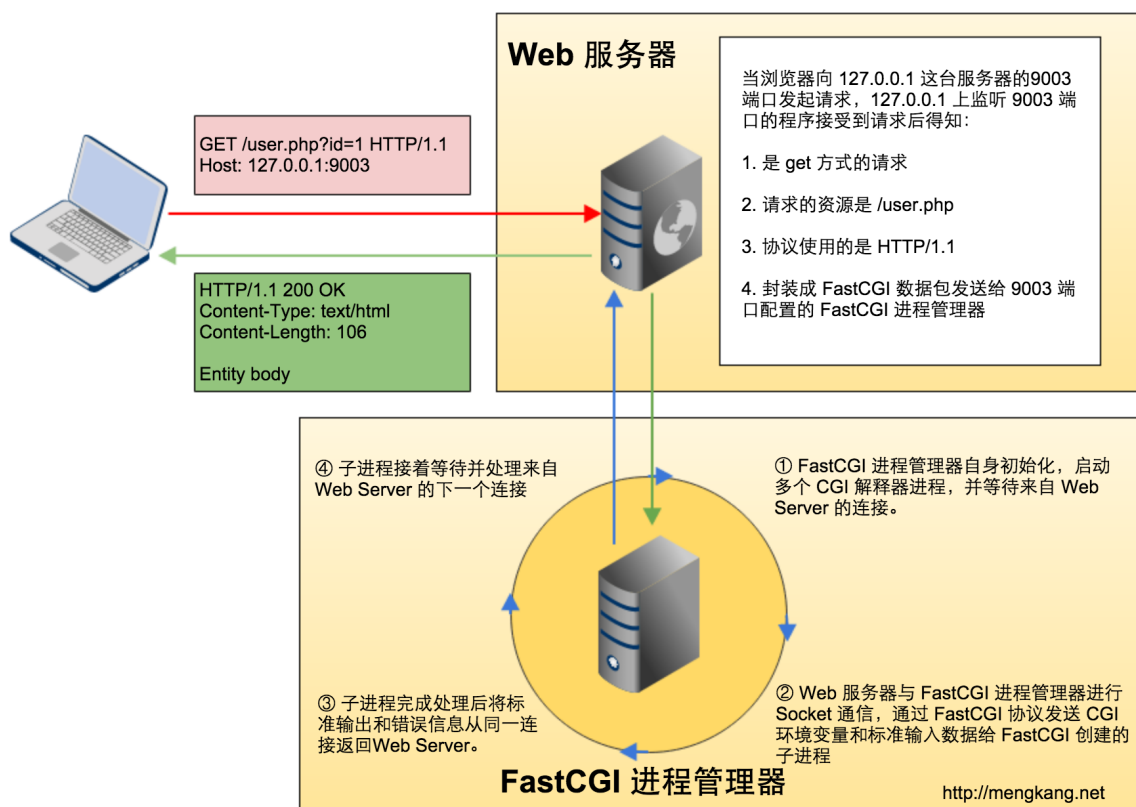 Web 服务器
当浏览器向 127.0.0.1 这台服务器的9003
端口发起请求，127.0.0.1 上监听 9003 端
口的程序接受到请求后得知：
1. 是 get 方式的请求
2. 请求的资源是 /user.php
3. 协议使用的是 HTTP/1.1
4. 封装成 FastCGI 数据包发送给 9003 端
口配置的 FastCGI 进程管理器
GET /user.php?id=1 HTTP/1.1
Host: 127.0.0.1:9003
HTTP/1.1 200 OK
Content-Type: text/html
Content-Length: 106
Entity body
① FastCGI 进程管理器自身初始化，启动
多个 CGI 解释器进程，并等待来自 Web
Server 的连接。
② Web 服务器与 FastCGI 进程管理器进行
Socket 通信，通过 FastCGI 协议发送 CGI
环境变量和标准输入数据给 FastCGI 创建的
子进程
③ 子进程完成处理后将标
准输出和错误信息从同一连
接返回Web Server。
④ 子进程接着等待并处理来自
Web Server 的下一个连接
FastCGI 进程管理器
http://mengkang.net